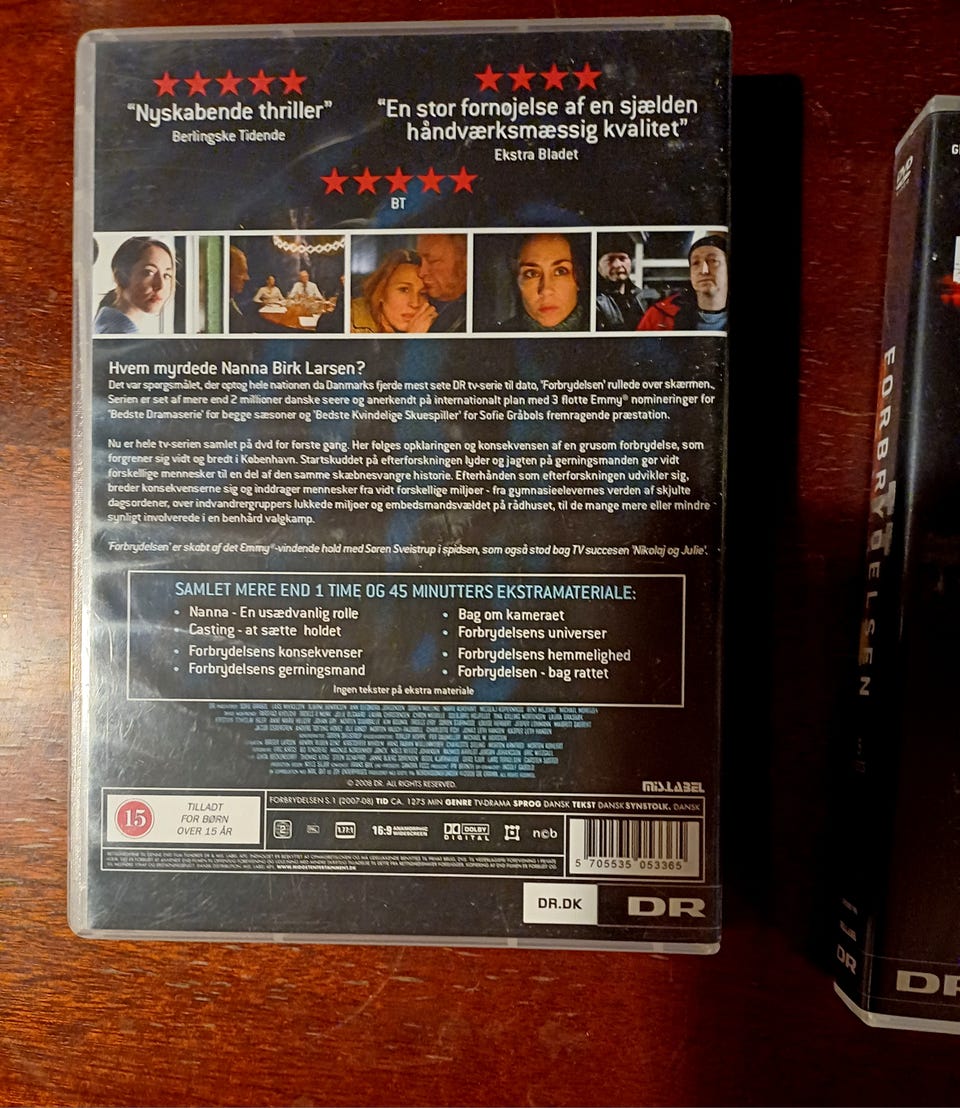 "Nyskabende thriller"
Berlingske Tidende
"En stor fornøjelse af en sjælden
håndværksmæssig kvalitet"
Ekstra Bladet
BT
Hvem myrdede Nanna Birk Larsen?
Det var spørgsmålet, der optog hele nationen da Danmarks fjerde mest sete DR tv-serie til dato, 'Forbrydelsen' rullede over skærmen.
Serien er set af mere end 2 millioner danske seere og anerkendt på internationalt plan med 3 flotte Emmy® nomineringer for
'Bedste Dramaserie' for begge sæsoner og 'Bedste Kvindelige Skuespiller' for Sofie Gråbols fremragende præstation.
Nu er hele tv-serien samlet på dvd for første gang. Her følges opklaringen og konsekvensen af en grusom forbrydelse, som
forgrener sig vidt og bredt i København. Startskuddet på efterforskningen lyder og jagten på gerningsmanden gør vidt
forskellige mennesker til en del af den samme skæbnesvangre historie. Efterhånden som efterforskningen udvikler sig,
breder konsekvenserne sig og inddrager mennesker fra vidt forskellige miljøer - fra gymnasieelevernes verden af skjulte
dagsordener, over indvandrergruppers lukkede miljøer og embedsmandsvældet på rådhuset, til de mange mere eller mindre
synligt involverede i en benhård valgkamp.
'Forbrydelsen' er skabt af det Emmy®-vindende hold med Søren Sveistrup i spidsen, som også stod bag TV succesen 'Nikolaj og Julie'.
SAMLET MERE END 1 TIME OG 45 MINUTTERS EKSTRAMATERIALE:
• Nanna - En usædvanlig rolle
• Casting - at sætte holdet
• Forbrydelsens konsekvenser
• Forbrydelsens gerningsmand
• Bag om kameraet
• Forbrydelsens universer
• Forbrydelsens hemmelighed
• Forbrydelsen - bag rattet
Ingen tekster på ekstra materiale
© 2008 DR. ALL RIGHTS RESERVED.
MIS.LABEL
15
TILLADT
FOR BØRN
OVER 15 ÅR
FORBRYDELSEN S.1 (2007-08) TID CA. 1275 MIN GENRE TV-DRAMA SPROG DANSK TEKST DANSK SYNSTOLK. DANSK
2
1.77:1
16:9 ANAMORPHIC WIDESCREEN
DOLBY DIGITAL
ncb
5 705535 053365
DR.DK
DR
FORBRYDELSEN
DR
DVD
DR